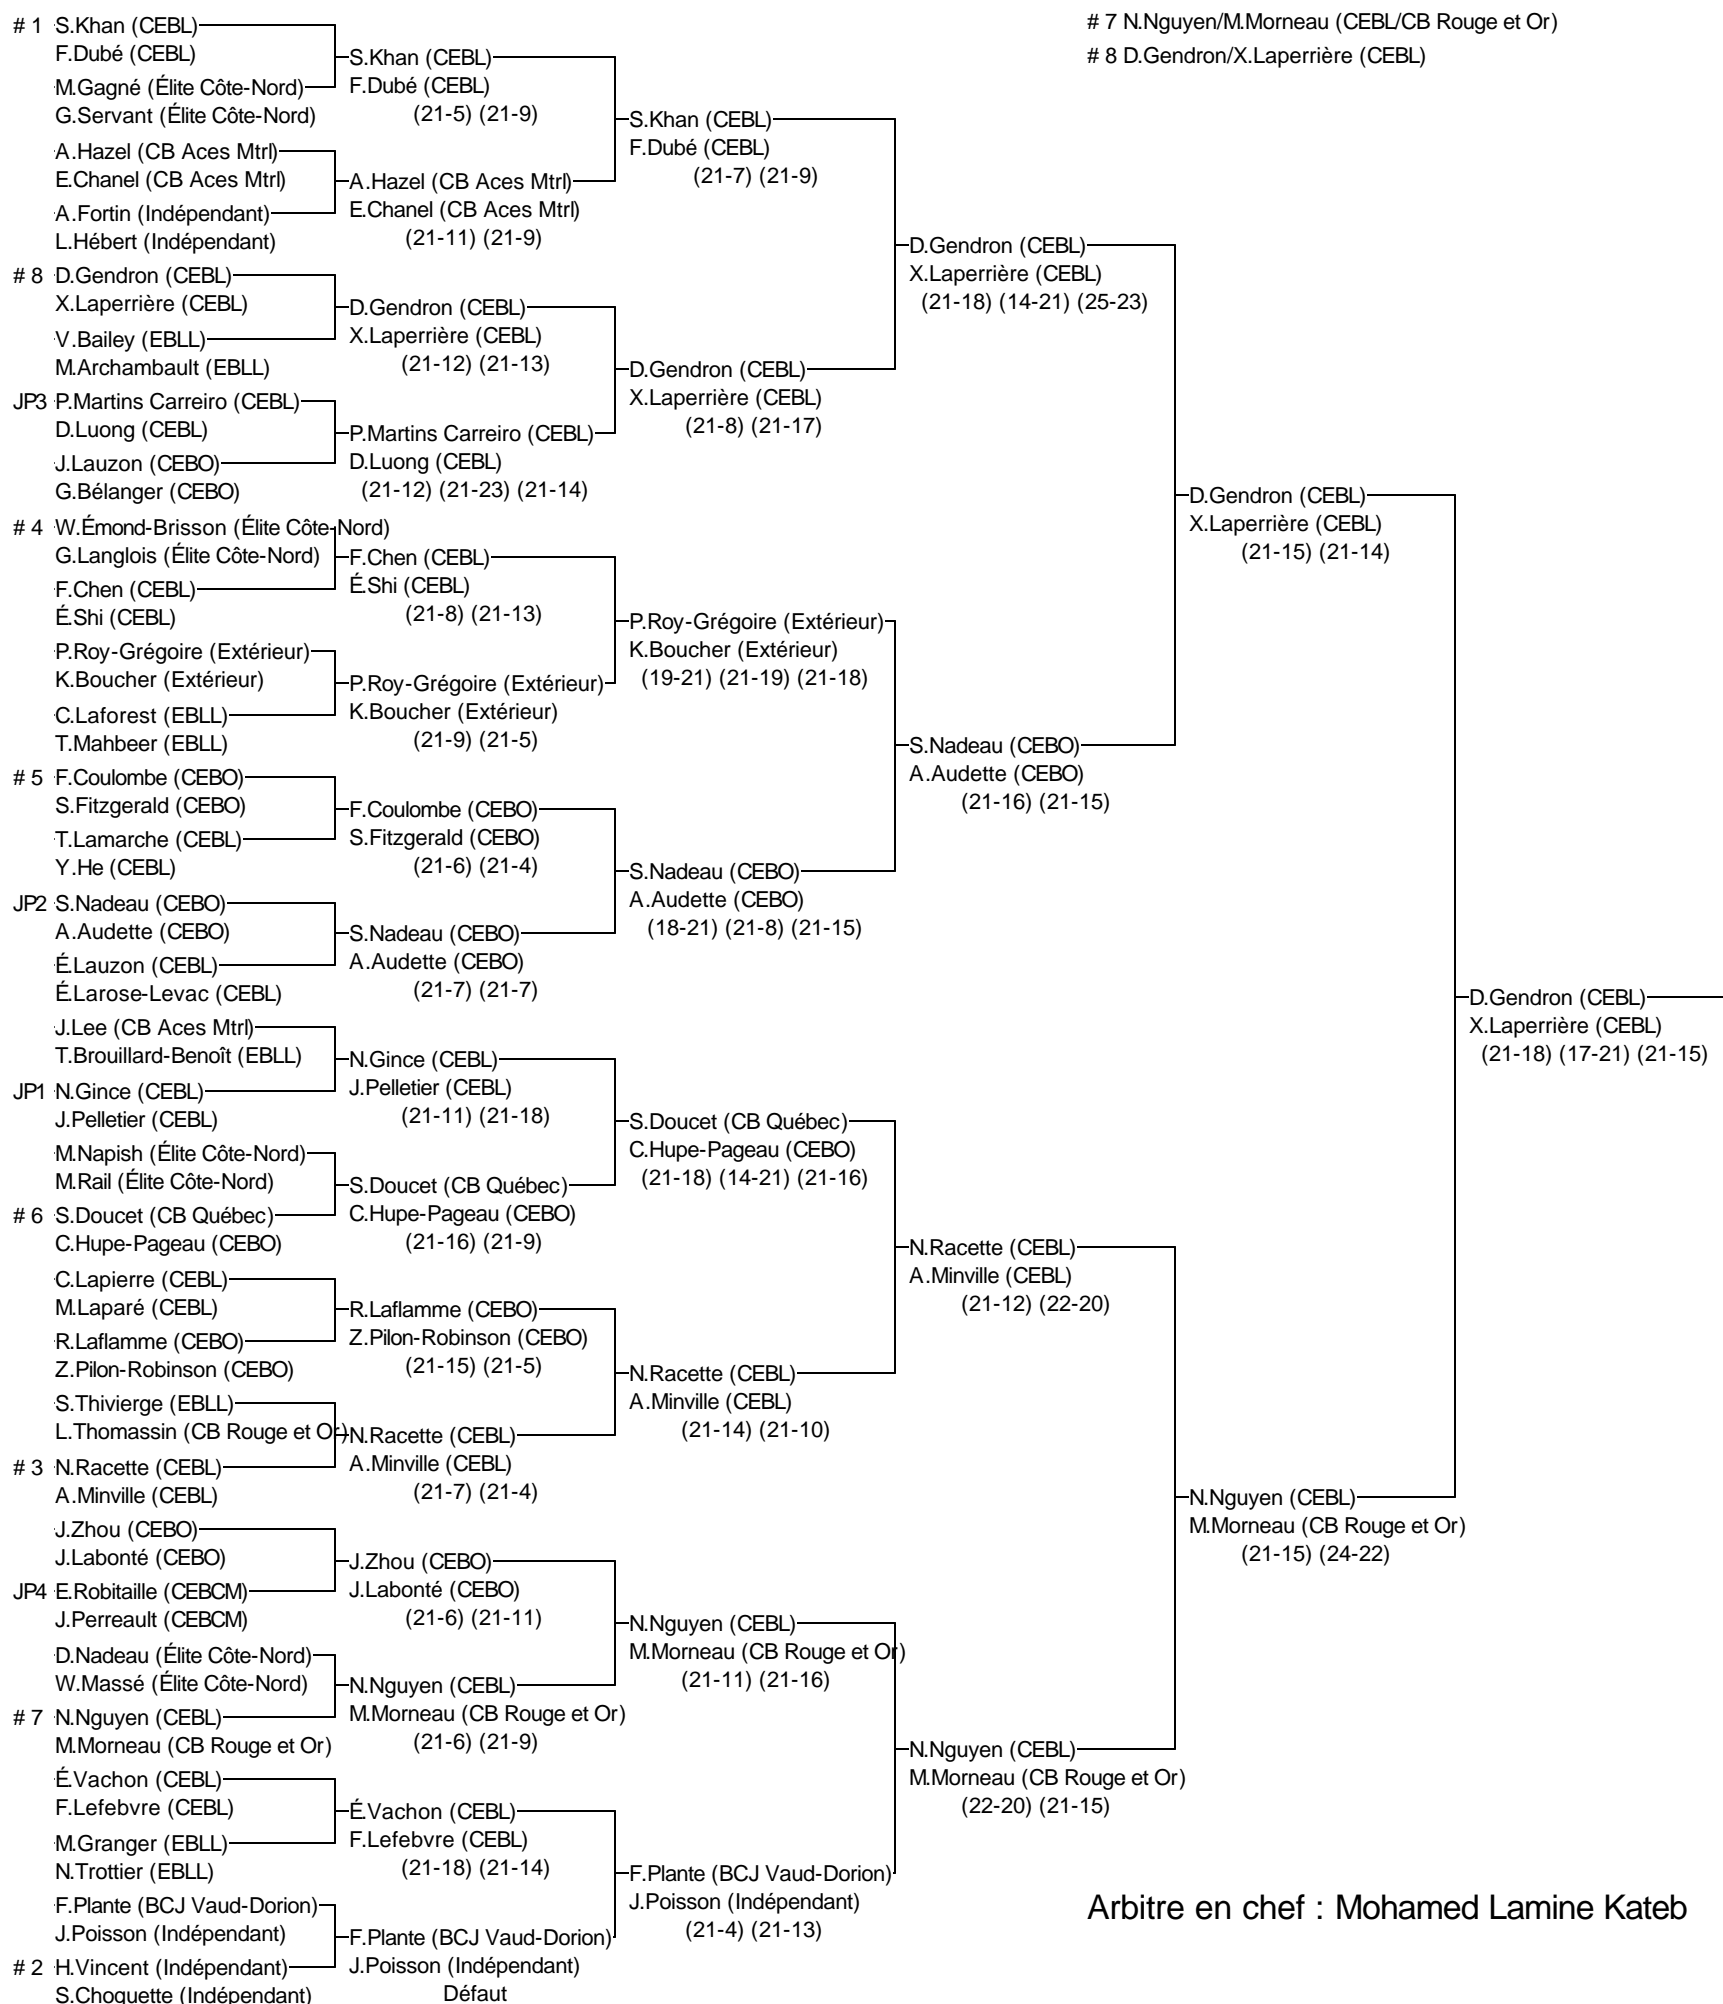 # 7 N.Nguyen/M.Morneau (CEBL/CB Rouge et Or)
# 8 D.Gendron/X.Laperrière (CEBL)
# 1 S.Khan (CEBL)
F.Dubé (CEBL)
M.Gagné (Élite Côte-Nord)
G.Servant (Élite Côte-Nord)
A.Hazel (CB Aces Mtrl)
E.Chanel (CB Aces Mtrl)
A.Fortin (Indépendant)
L.Hébert (Indépendant)
# 8 D.Gendron (CEBL)
X.Laperrière (CEBL)
V.Bailey (EBLL)
M.Archambault (EBLL)
JP3 P.Martins Carreiro (CEBL)
D.Luong (CEBL)
J.Lauzon (CEBO)
G.Bélanger (CEBO)
# 4 W.Émond-Brisson (Élite Côte-Nord)
G.Langlois (Élite Côte-Nord)
F.Chen (CEBL)
É.Shi (CEBL)
P.Roy-Grégoire (Extérieur)
K.Boucher (Extérieur)
C.Laforest (EBLL)
T.Mahbeer (EBLL)
# 5 F.Coulombe (CEBO)
S.Fitzgerald (CEBO)
T.Lamarche (CEBL)
Y.He (CEBL)
JP2 S.Nadeau (CEBO)
A.Audette (CEBO)
É.Lauzon (CEBL)
É.Larose-Levac (CEBL)
J.Lee (CB Aces Mtrl)
T.Brouillard-Benoît (EBLL)
JP1 N.Gince (CEBL)
J.Pelletier (CEBL)
M.Napish (Élite Côte-Nord)
M.Rail (Élite Côte-Nord)
# 6 S.Doucet (CB Québec)
C.Hupe-Pageau (CEBO)
C.Lapierre (CEBL)
M.Laparé (CEBL)
R.Laflamme (CEBO)
Z.Pilon-Robinson (CEBO)
S.Thivierge (EBLL)
L.Thomassin (CB Rouge et Or)
# 3 N.Racette (CEBL)
A.Minville (CEBL)
J.Zhou (CEBO)
J.Labonté (CEBO)
JP4 E.Robitaille (CEBCM)
J.Perreault (CEBCM)
D.Nadeau (Élite Côte-Nord)
W.Massé (Élite Côte-Nord)
# 7 N.Nguyen (CEBL)
M.Morneau (CB Rouge et Or)
É.Vachon (CEBL)
F.Lefebvre (CEBL)
M.Granger (EBLL)
N.Trottier (EBLL)
F.Plante (BCJ Vaud-Dorion)
J.Poisson (Indépendant)
# 2 H.Vincent (Indépendant)
S.Choquette (Indépendant)
S.Khan (CEBL)
F.Dubé (CEBL)
(21-5) (21-9)
A.Hazel (CB Aces Mtrl)
E.Chanel (CB Aces Mtrl)
(21-11) (21-9)
D.Gendron (CEBL)
X.Laperrière (CEBL)
(21-12) (21-13)
P.Martins Carreiro (CEBL)
D.Luong (CEBL)
(21-12) (21-23) (21-14)
F.Chen (CEBL)
É.Shi (CEBL)
(21-8) (21-13)
P.Roy-Grégoire (Extérieur)
K.Boucher (Extérieur)
(21-9) (21-5)
F.Coulombe (CEBO)
S.Fitzgerald (CEBO)
(21-6) (21-4)
S.Nadeau (CEBO)
A.Audette (CEBO)
(21-7) (21-7)
N.Gince (CEBL)
J.Pelletier (CEBL)
(21-11) (21-18)
S.Doucet (CB Québec)
C.Hupe-Pageau (CEBO)
(21-16) (21-9)
R.Laflamme (CEBO)
Z.Pilon-Robinson (CEBO)
(21-15) (21-5)
N.Racette (CEBL)
A.Minville (CEBL)
(21-7) (21-4)
J.Zhou (CEBO)
J.Labonté (CEBO)
(21-6) (21-11)
N.Nguyen (CEBL)
M.Morneau (CB Rouge et Or)
(21-6) (21-9)
É.Vachon (CEBL)
F.Lefebvre (CEBL)
(21-18) (21-14)
F.Plante (BCJ Vaud-Dorion)
J.Poisson (Indépendant)
Défaut
S.Khan (CEBL)
F.Dubé (CEBL)
(21-7) (21-9)
D.Gendron (CEBL)
X.Laperrière (CEBL)
(21-8) (21-17)
P.Roy-Grégoire (Extérieur)
K.Boucher (Extérieur)
(19-21) (21-19) (21-18)
S.Nadeau (CEBO)
A.Audette (CEBO)
(18-21) (21-8) (21-15)
S.Doucet (CB Québec)
C.Hupe-Pageau (CEBO)
(21-18) (14-21) (21-16)
N.Racette (CEBL)
A.Minville (CEBL)
(21-14) (21-10)
N.Nguyen (CEBL)
M.Morneau (CB Rouge et Or)
(21-11) (21-16)
F.Plante (BCJ Vaud-Dorion)
J.Poisson (Indépendant)
(21-4) (21-13)
D.Gendron (CEBL)
X.Laperrière (CEBL)
(21-18) (14-21) (25-23)
S.Nadeau (CEBO)
A.Audette (CEBO)
(21-16) (21-15)
N.Racette (CEBL)
A.Minville (CEBL)
(21-12) (22-20)
N.Nguyen (CEBL)
M.Morneau (CB Rouge et Or)
(22-20) (21-15)
D.Gendron (CEBL)
X.Laperrière (CEBL)
(21-15) (21-14)
N.Nguyen (CEBL)
M.Morneau (CB Rouge et Or)
(21-15) (24-22)
D.Gendron (CEBL)
X.Laperrière (CEBL)
(21-18) (17-21) (21-15)
Arbitre en chef : Mohamed Lamine Kateb